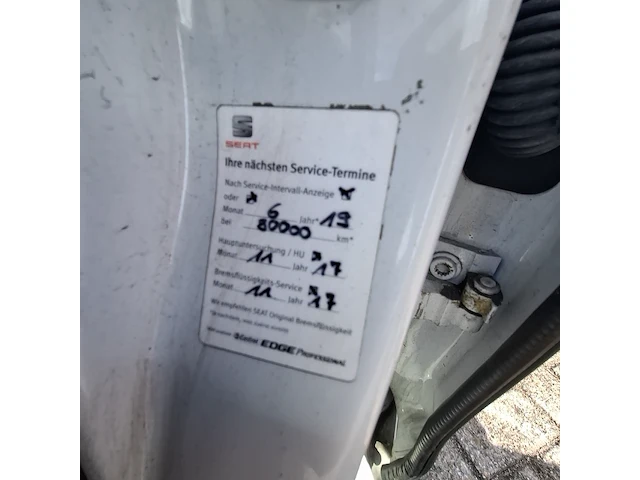 SEAT
Ihre nächsten Service-Termine
Nach Service-Intervall-Anzeige
oder
Monat 6 Jahr* 19
bei 80000 km*
Hauptuntersuchung / HU
Monat 11 Jahr 17
Bremsflüssigkeits-Service
Monat 11 Jahr 17
Wir empfehlen SEAT Original Bremsflüssigkeit
Castrol EDGE PROFESSIONAL